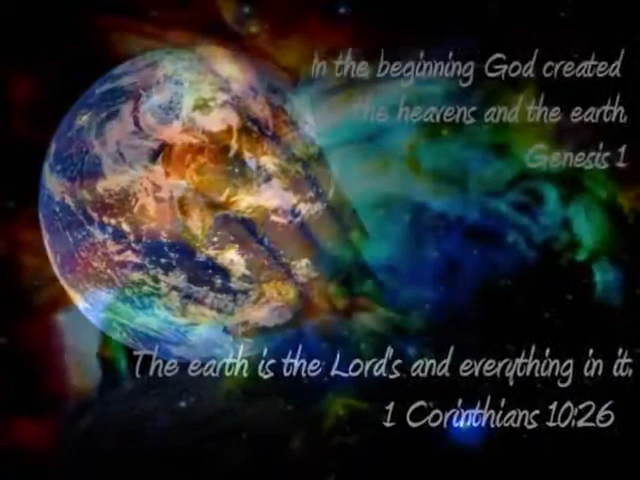 In the beginning God created
the heavens and the earth,
Genesis 1
The earth is the Lord's and everything in it.
1 Corinthians 10:26